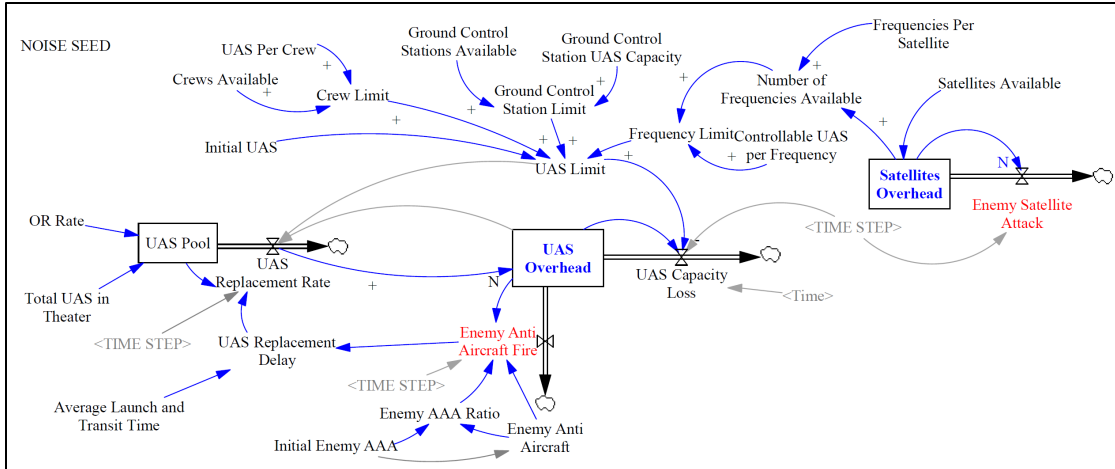 NOISE SEED
UAS Per Crew
+
Crews Available
+
Crew Limit
+
Ground Control
Stations Available
+
Ground Control
Station UAS Capacity
+
Ground Control
Station Limit
+
+
Initial UAS
UAS Limit
+
Frequencies Per
Satellite
+
Number of
Frequencies Available
+
+
Satellites Available
Frequency Limit
Controllable UAS
per Frequency
+
Satellites
Overhead
N
Enemy Satellite
Attack
<TIME STEP>
OR Rate
UAS Pool
UAS
Replacement Rate
+
N
UAS
Overhead
UAS Capacity
Loss
<Time>
Total UAS in
Theater
<TIME STEP>
UAS Replacement
Delay
Enemy Anti
Aircraft Fire
<TIME STEP>
Average Launch and
Transit Time
Enemy AAA Ratio
Initial Enemy AAA
Enemy Anti
Aircraft